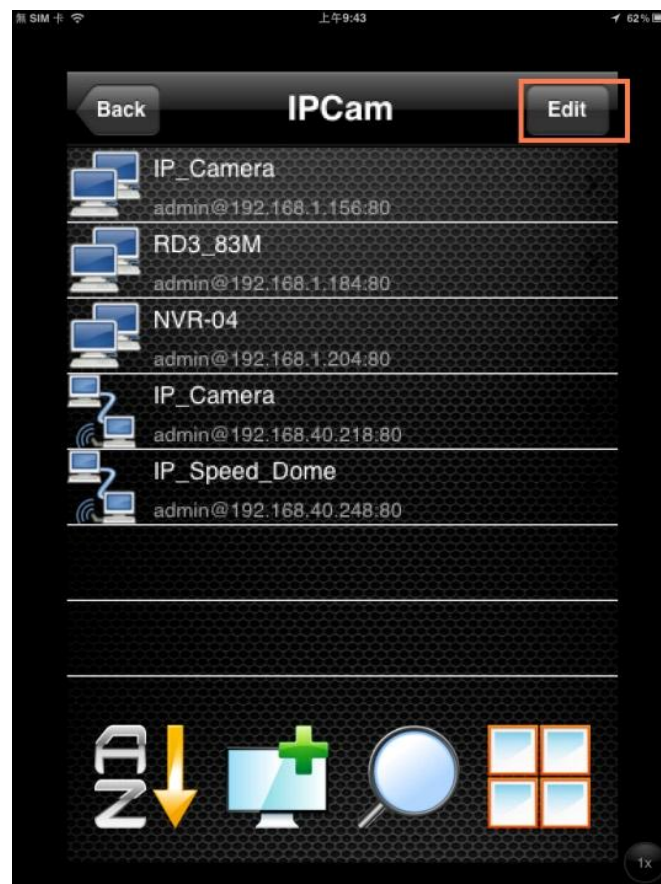 無 SIM 卡 上午9:43 62%
Back IPCam Edit
IP_Camera
admin@192.168.1.156:80
RD3_83M
admin@192.168.1.184:80
NVR-04
admin@192.168.1.204:80
IP_Camera
admin@192.168.40.218:80
IP_Speed_Dome
admin@192.168.40.248:80
AZ
1x